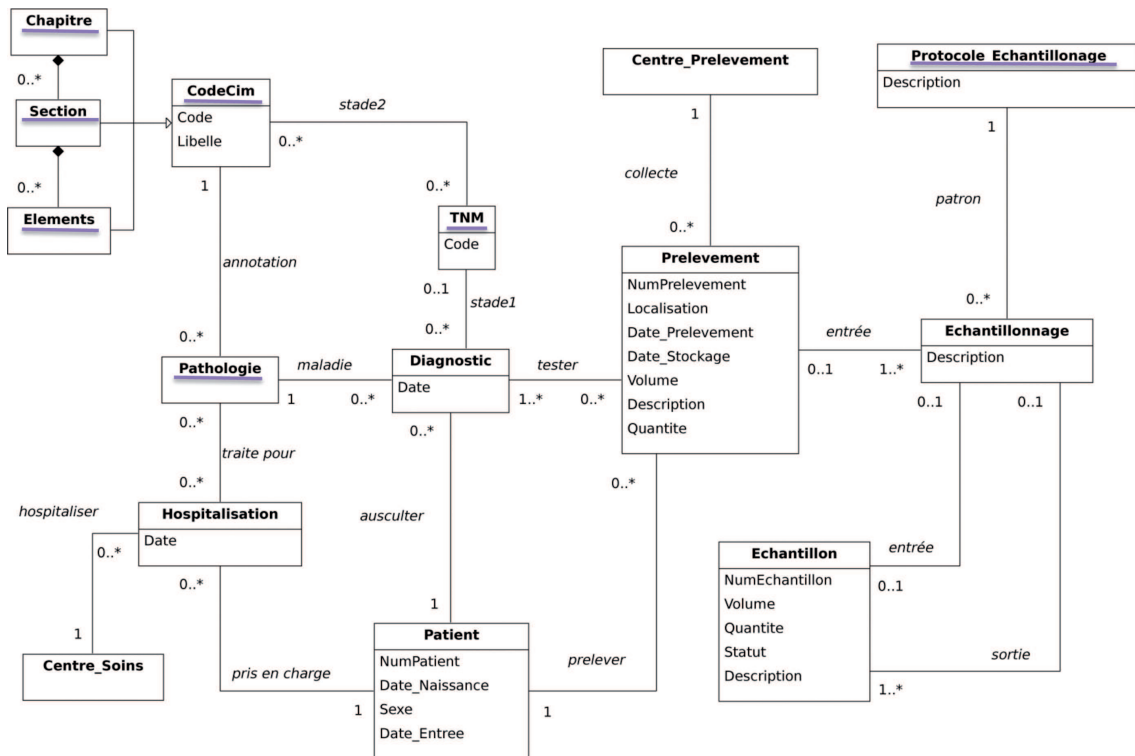 Chapitre
0..*
Section
0..*
Elements
CodeCim
Code
Libelle
stade2
0..*
1
0..*
annotation
0..*
TNM
Code
0..1
stade1
0..*
Centre_Prelevement
1
collecte
0..*
Protocole_Echantillonage
Description
1
patron
0..*
Pathologie
maladie
1
0..*
0..*
Diagnostic
Date
0..*
tester
1..*
0..*
Prelevement
NumPrelevement
Localisation
Date_Prelevement
Date_Stockage
Volume
Description
Quantite
0..*
entrée
0..1
1..*
Echantillonnage
Description
0..1
0..1
traite pour
0..*
hospitaliser
0..*
Hospitalisation
Date
0..*
1
Centre_Soins
ausculter
1
pris en charge
1
Patient
NumPatient
Date_Naissance
Sexe
Date_Entree
prelever
1
Echantillon
NumEchantillon
Volume
Quantite
Statut
Description
entrée
0..1
sortie
1..*